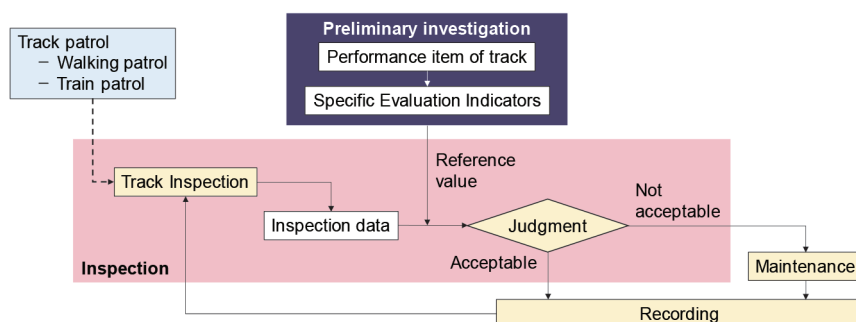 Track patrol
– Walking patrol
– Train patrol
Preliminary investigation
Performance item of track
Specific Evaluation Indicators
Reference
value
Track Inspection
Inspection data
Judgment
Not
acceptable
Acceptable
Inspection
Maintenance
Recording